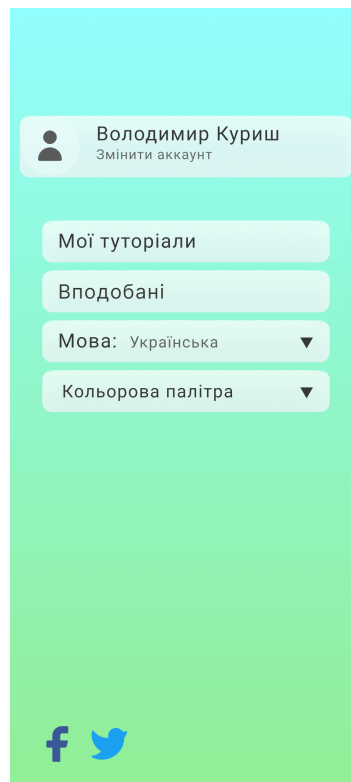 Володимир Куриш
Змінити аккаунт
Мої туторіали
Вподобані
Мова: Українська
Кольорова палітра